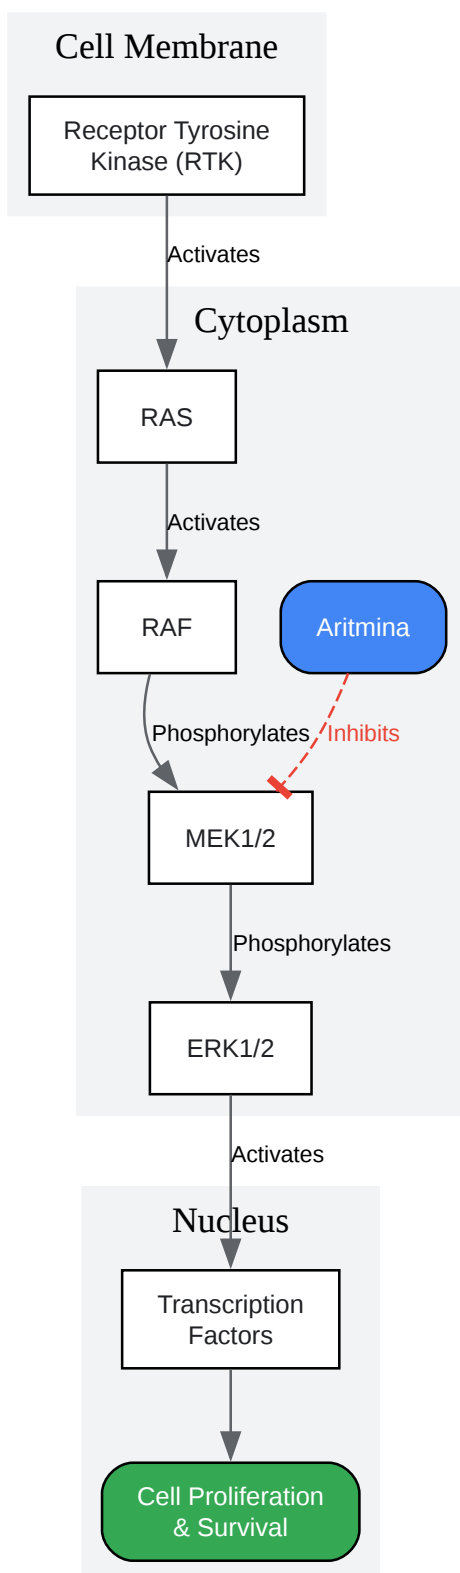 Cell Membrane
Receptor Tyrosine
Kinase (RTK)
Activates
Cytoplasm
RAS
Activates
RAF
Aritmina
Phosphorylates
Inhibits
MEK1/2
Phosphorylates
ERK1/2
Activates
Nucleus
Transcription
Factors
Cell Proliferation
& Survival